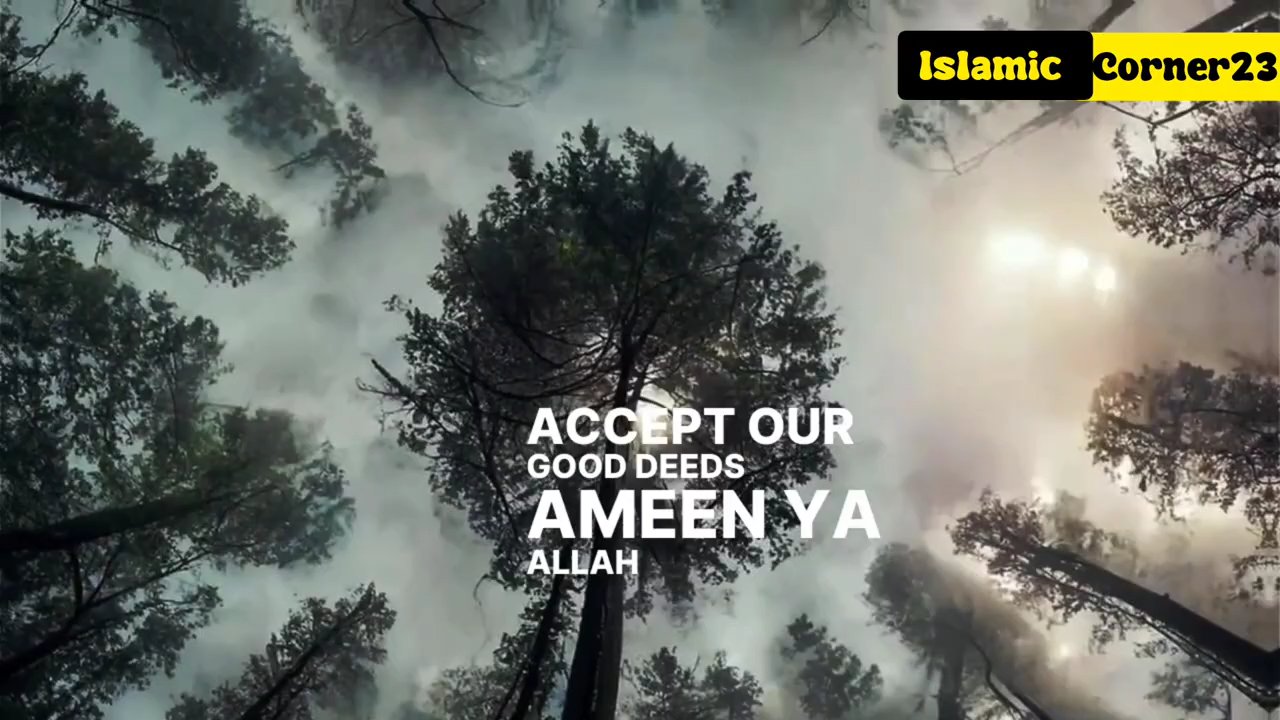 Islamic Corner23
ACCEPT OUR
GOOD DEEDS
AMEEN YA
ALLAH